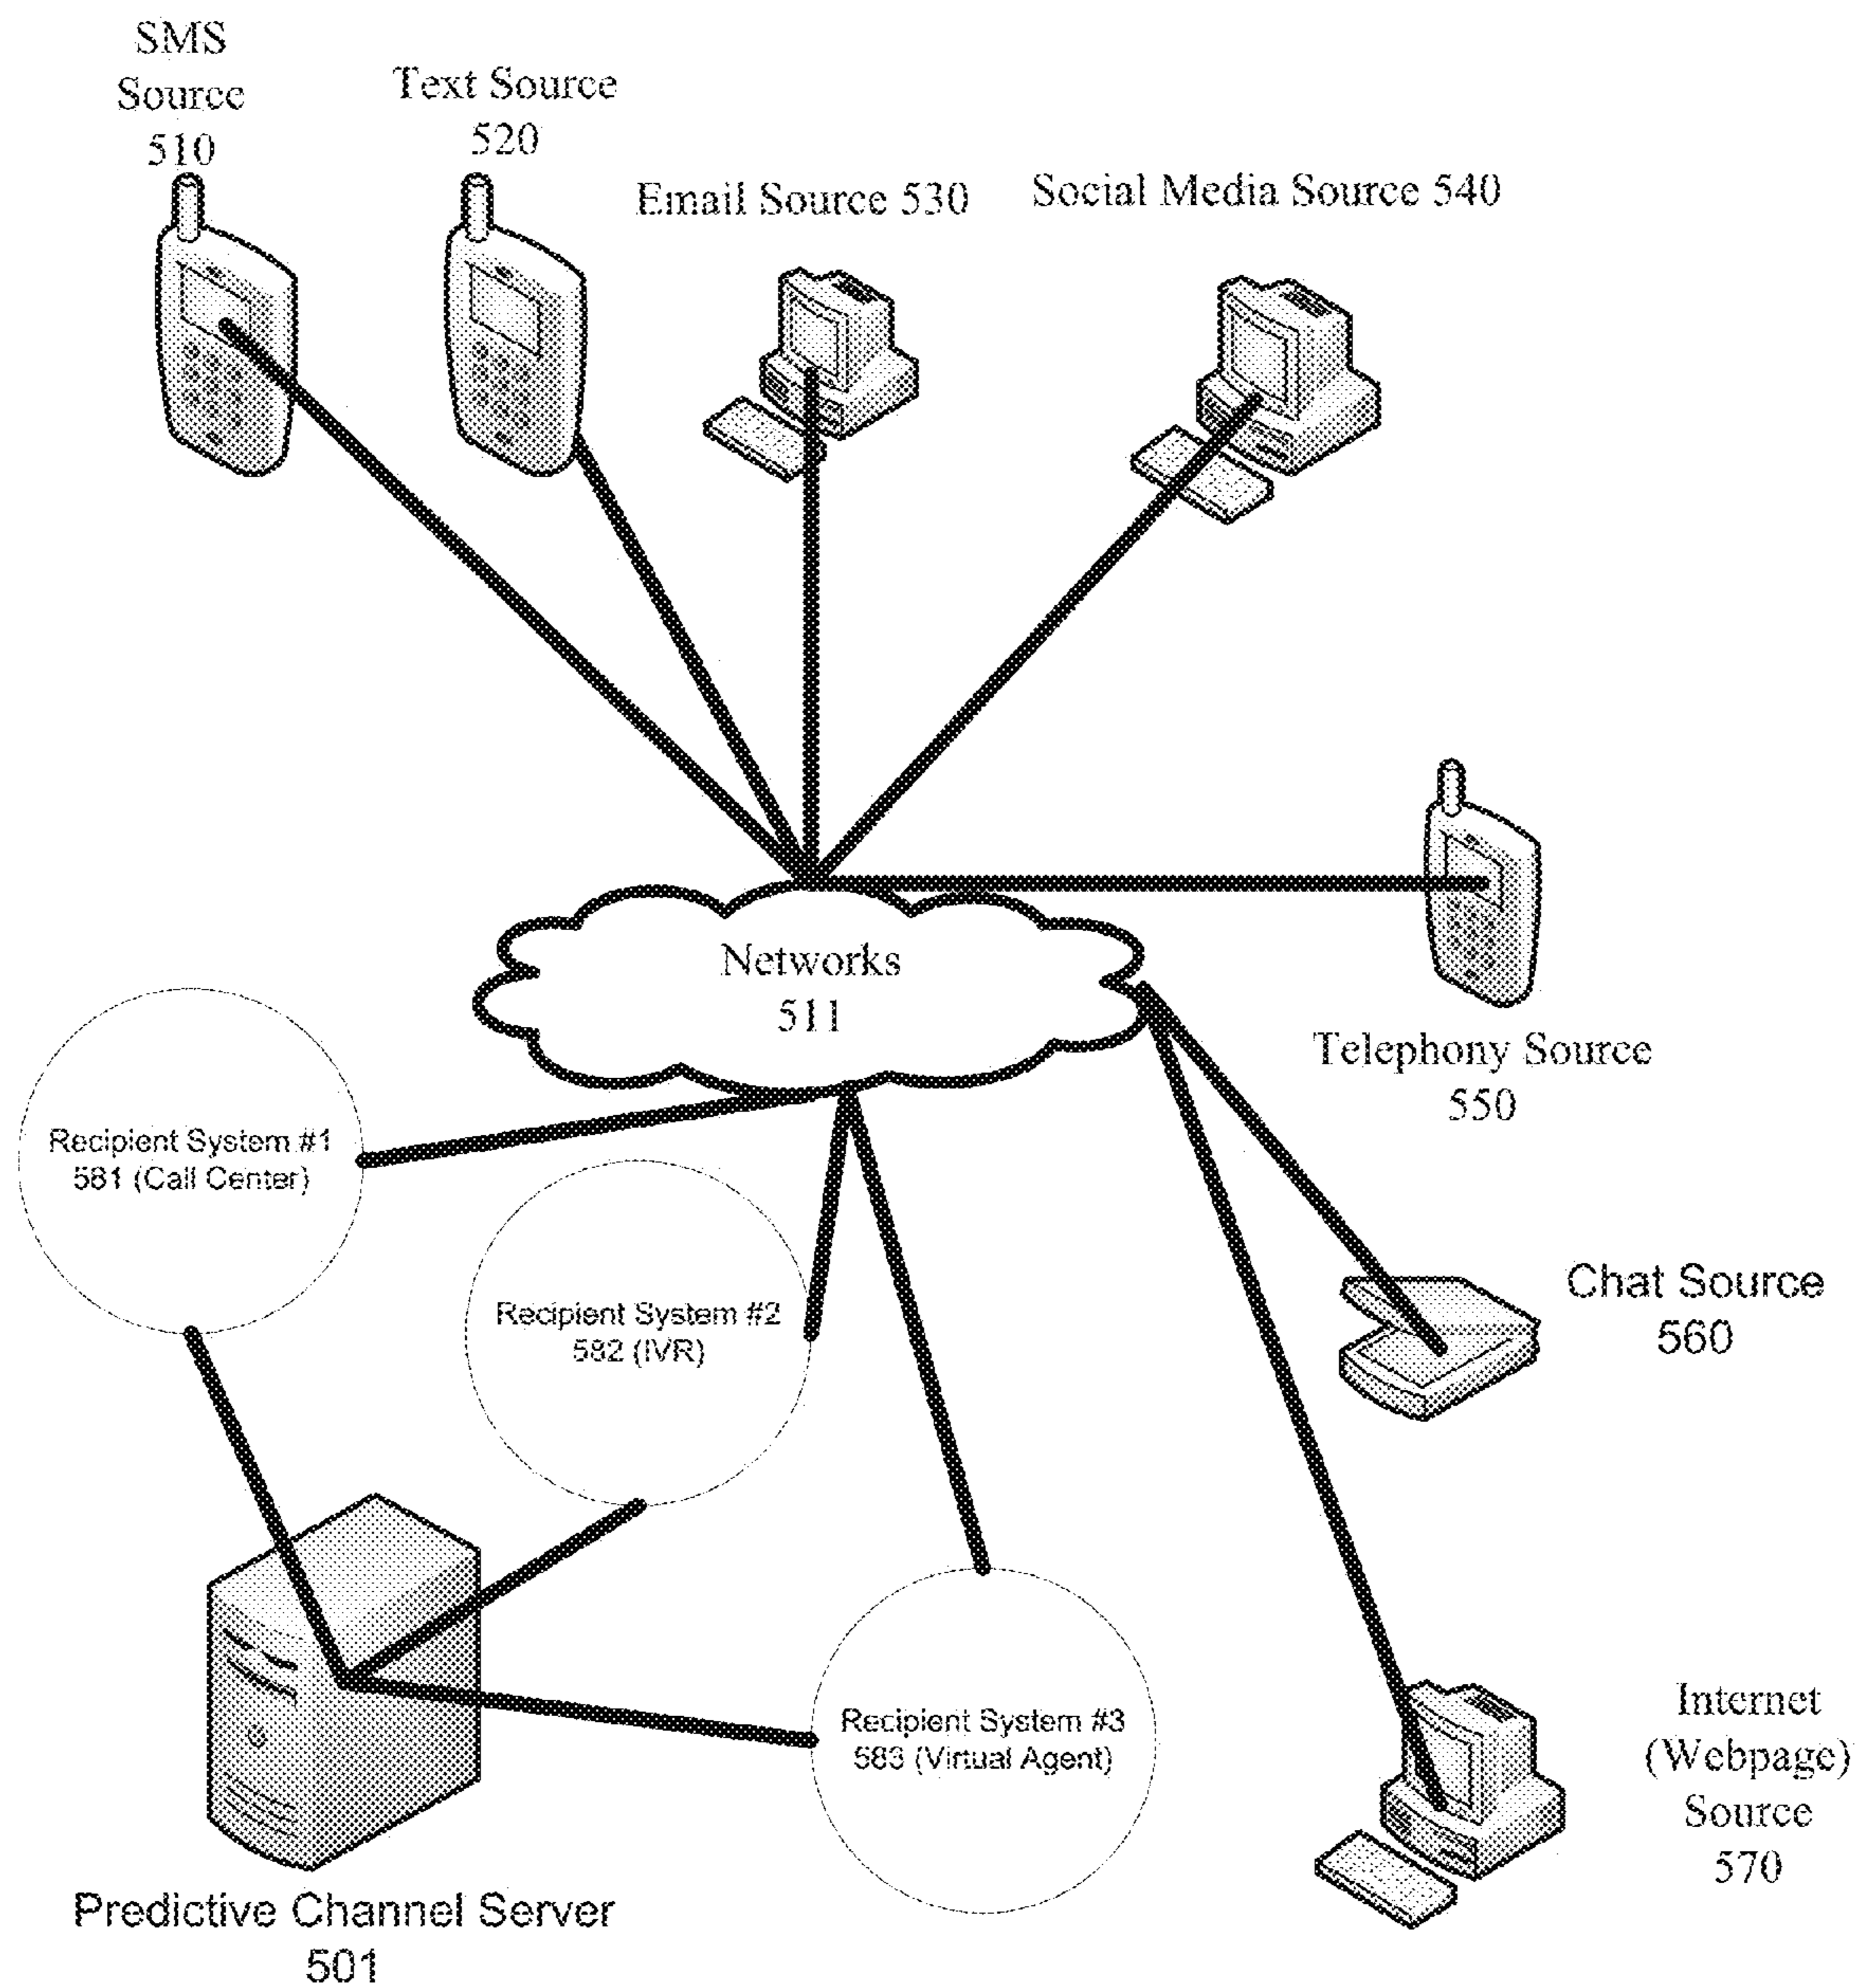 SMS
Source
510
Text Source
520
Email Source 530
Social Media Source 540
Networks
511
Telephony Source
550
Recipient System #1
581 (Call Center)
Recipient System #2
582 (IVR)
Chat Source
560
Recipient System #3
583 (Virtual Agent)
Internet
(Webpage)
Source
570
Predictive Channel Server
501